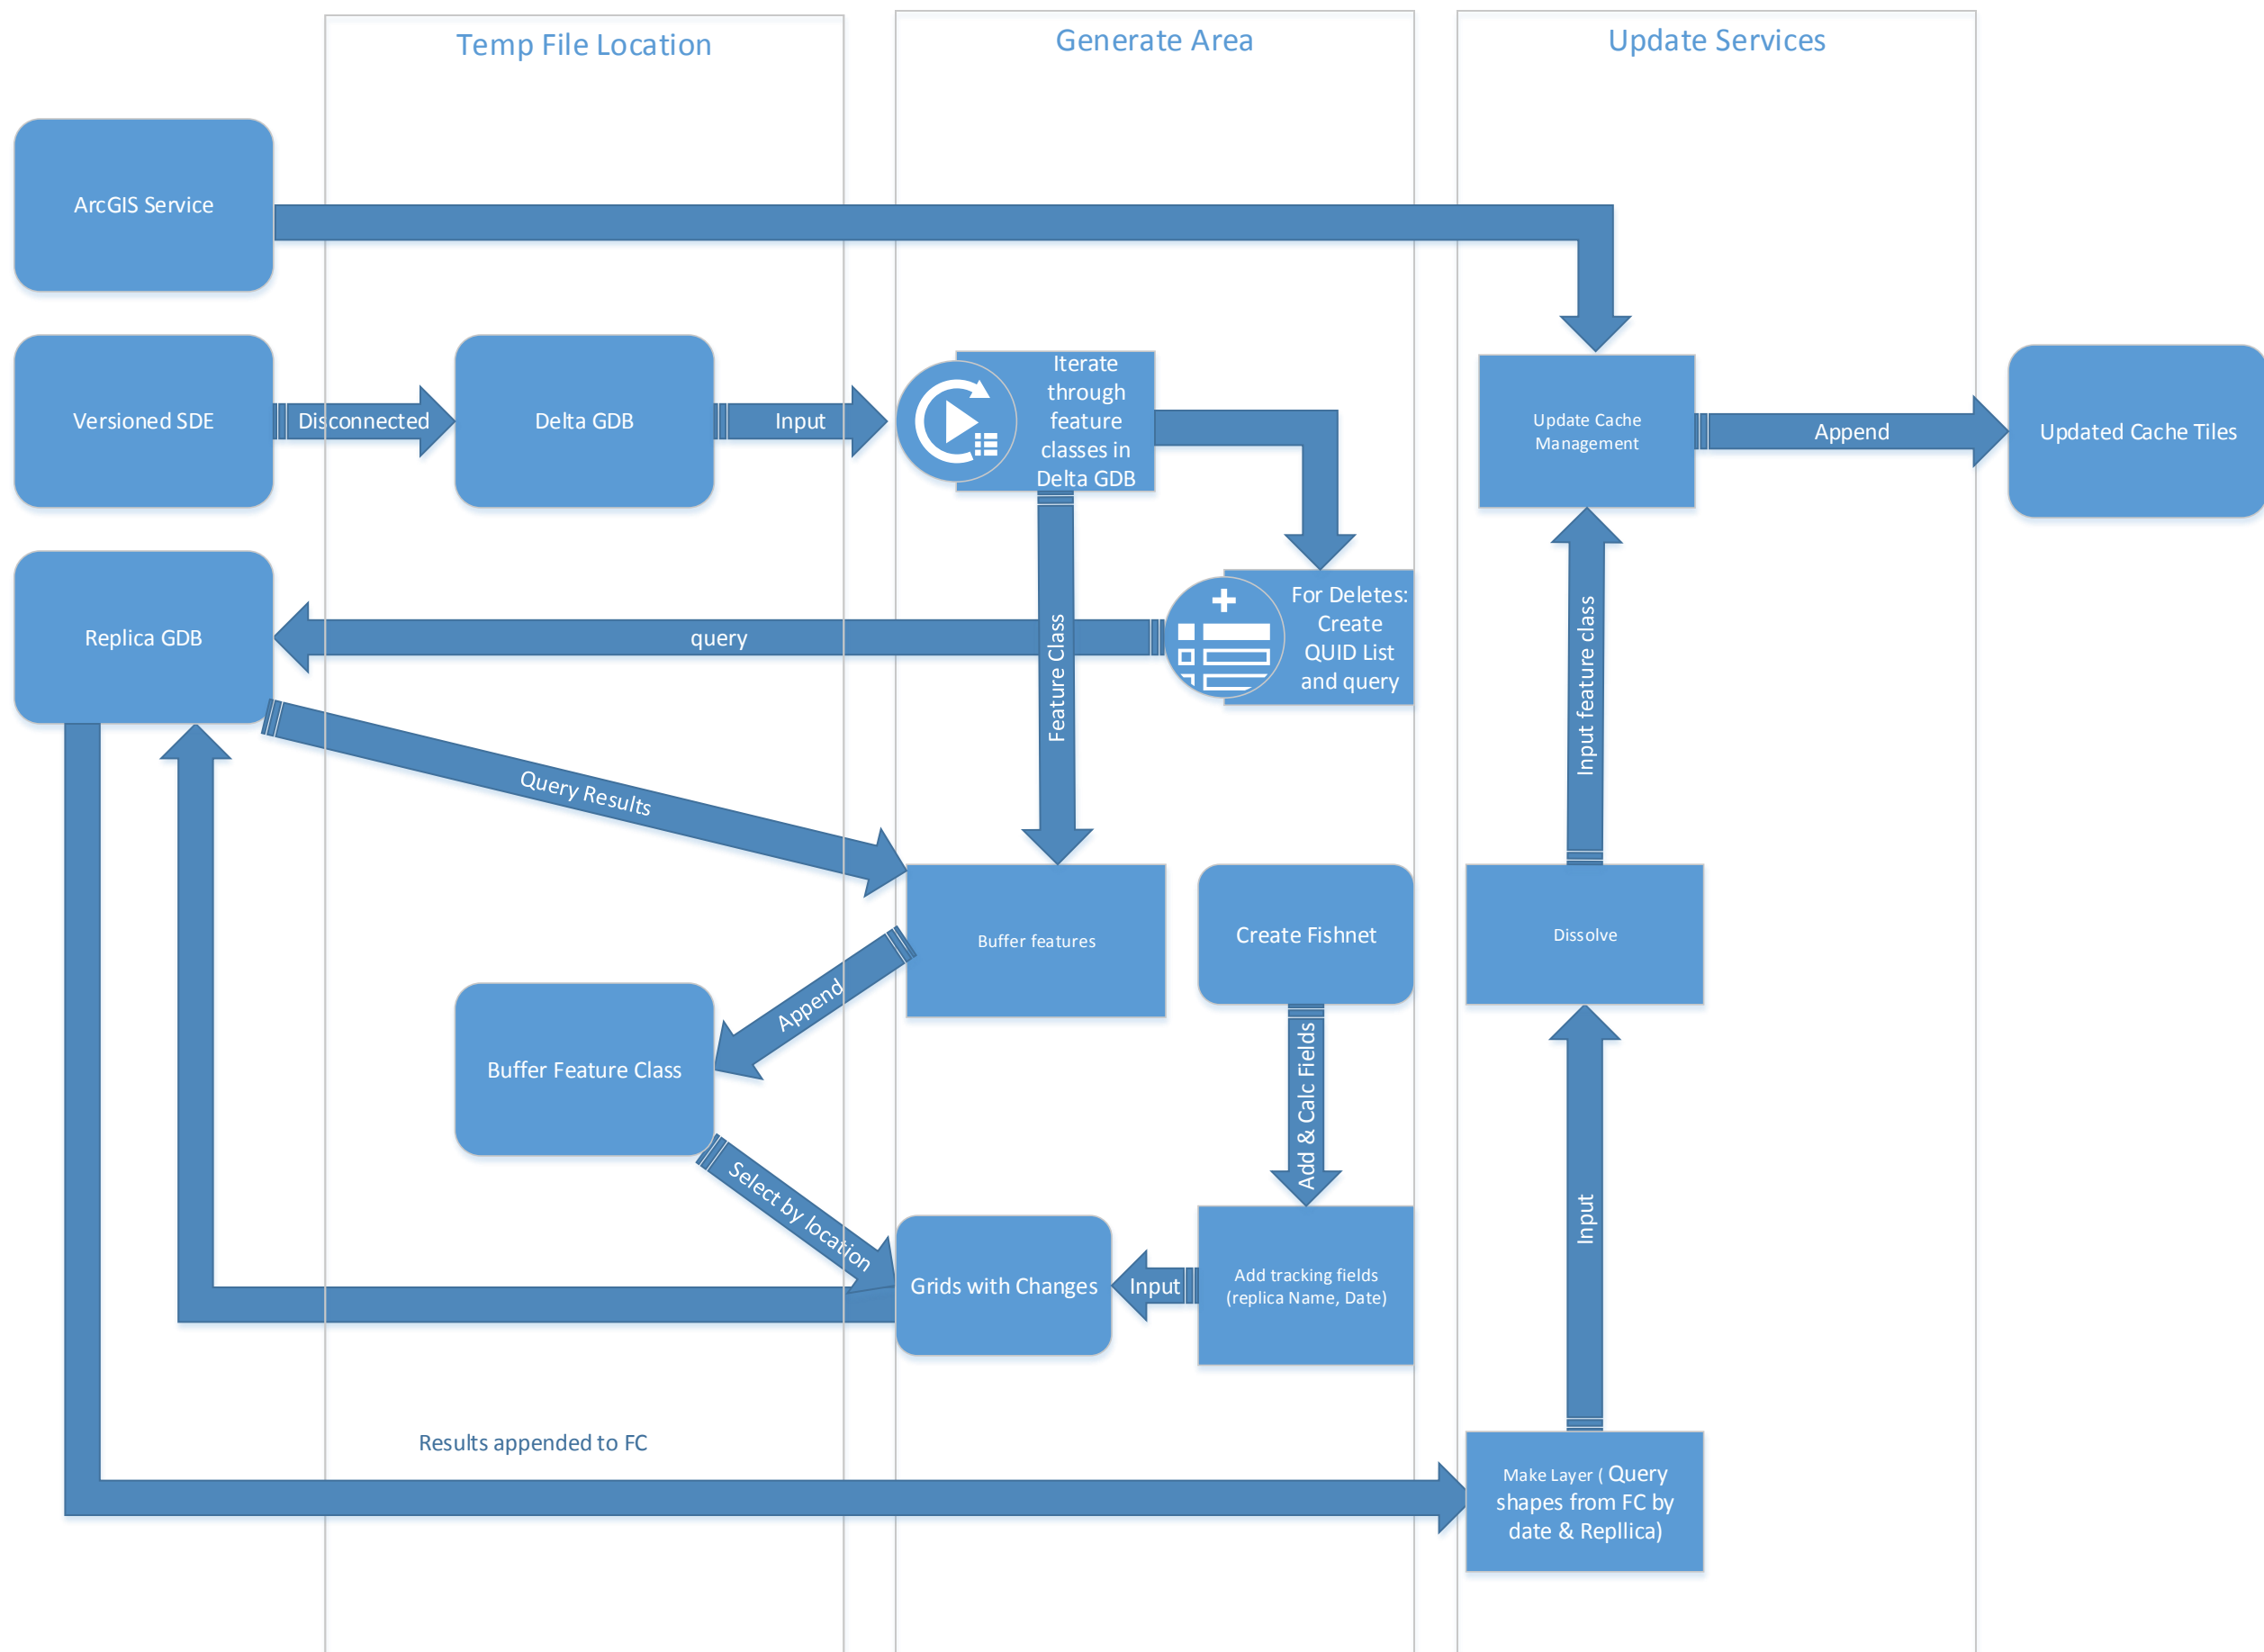 Temp File Location
Generate Area
Update Services
ArcGIS Service
Versioned SDE
Disconnected
Delta GDB
Input
Iterate
through
feature
classes in
Delta GDB
Update Cache
Management
Append
Updated Cache Tiles
Replica GDB
query
For Deletes:
Create
QUID List
and query
Feature Class
Input feature class
Query Results
Buffer features
Create Fishnet
Dissolve
Append
Buffer Feature Class
Add & Calc Fields
Select by location
Grids with Changes
Input
Add tracking fields
(replica Name, Date)
Input
Results appended to FC
Make Layer ( Query
shapes from FC by
date & Repllica)